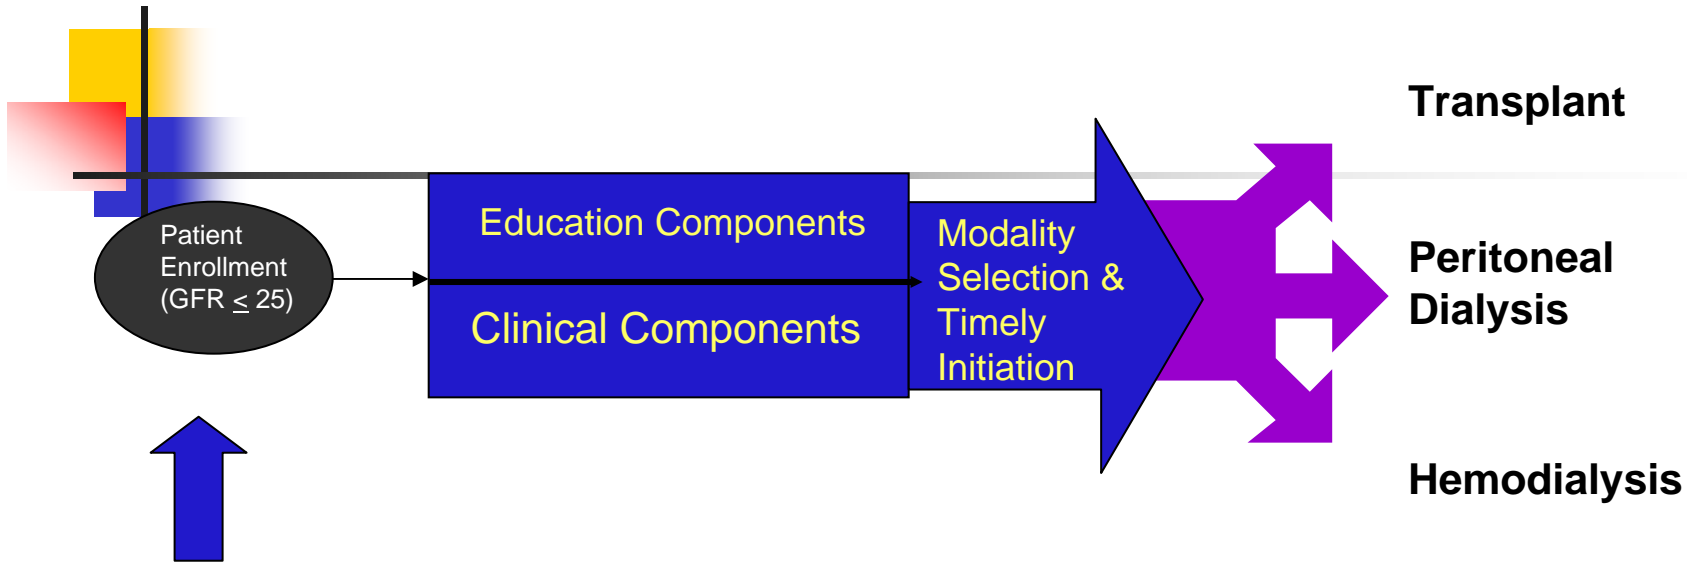 Patient
Enrollment
(GFR ≤ 25)
Education Components
Clinical Components
Modality
Selection &
Timely
Initiation
Transplant
Peritoneal
Dialysis
Hemodialysis